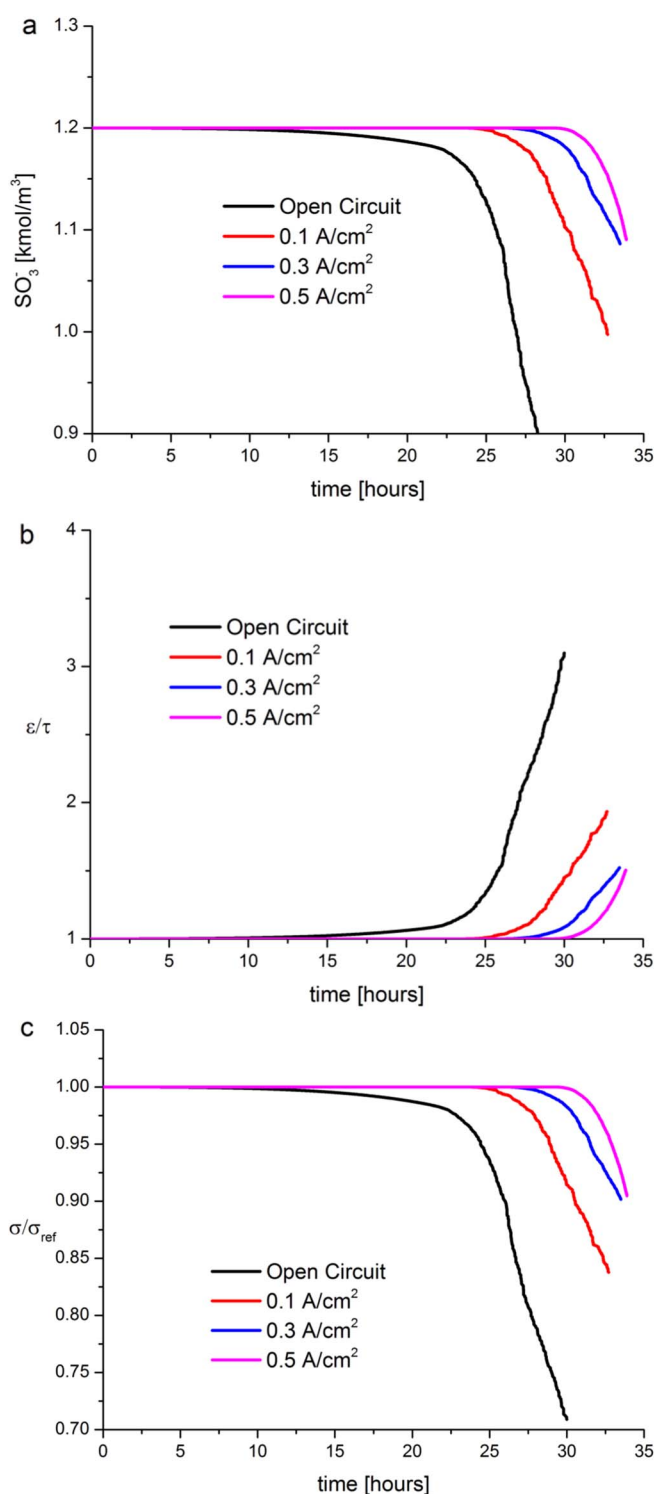 a
1.3
1.2
1.1
1.0
0.9
SO₃⁻ [kmol/m³]
Open Circuit
0.1 A/cm²
0.3 A/cm²
0.5 A/cm²
0 5 10 15 20 25 30 35
time [hours]
b
4
3
2
1
ε/τ
Open Circuit
0.1 A/cm²
0.3 A/cm²
0.5 A/cm²
0 5 10 15 20 25 30 35
time [hours]
c
1.05
1.00
0.95
0.90
0.85
0.80
0.75
0.70
σ/σref
Open Circuit
0.1 A/cm²
0.3 A/cm²
0.5 A/cm²
0 5 10 15 20 25 30 35
time [hours]